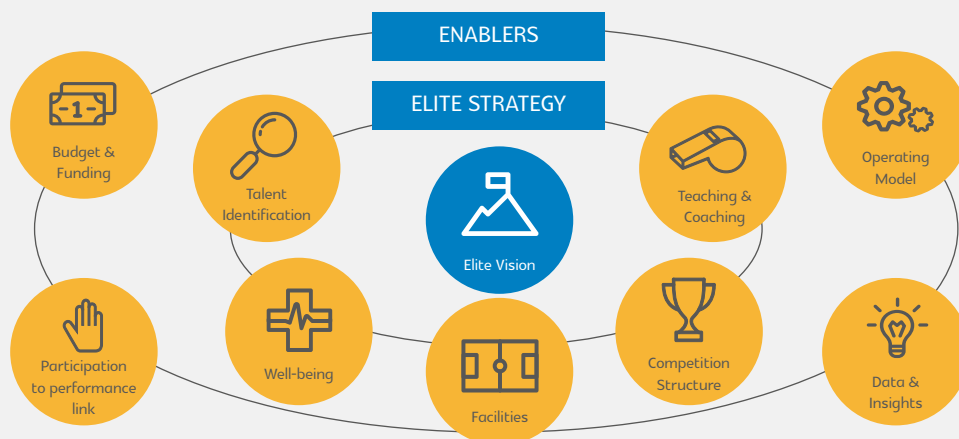 ENABLERS
ELITE STRATEGY
1
Budget &
Funding
Talent
Identification
Elite Vision
Teaching &
Coaching
Operating
Model
Participation
to performance
link
Well-being
Facilities
Competition
Structure
Data &
Insights